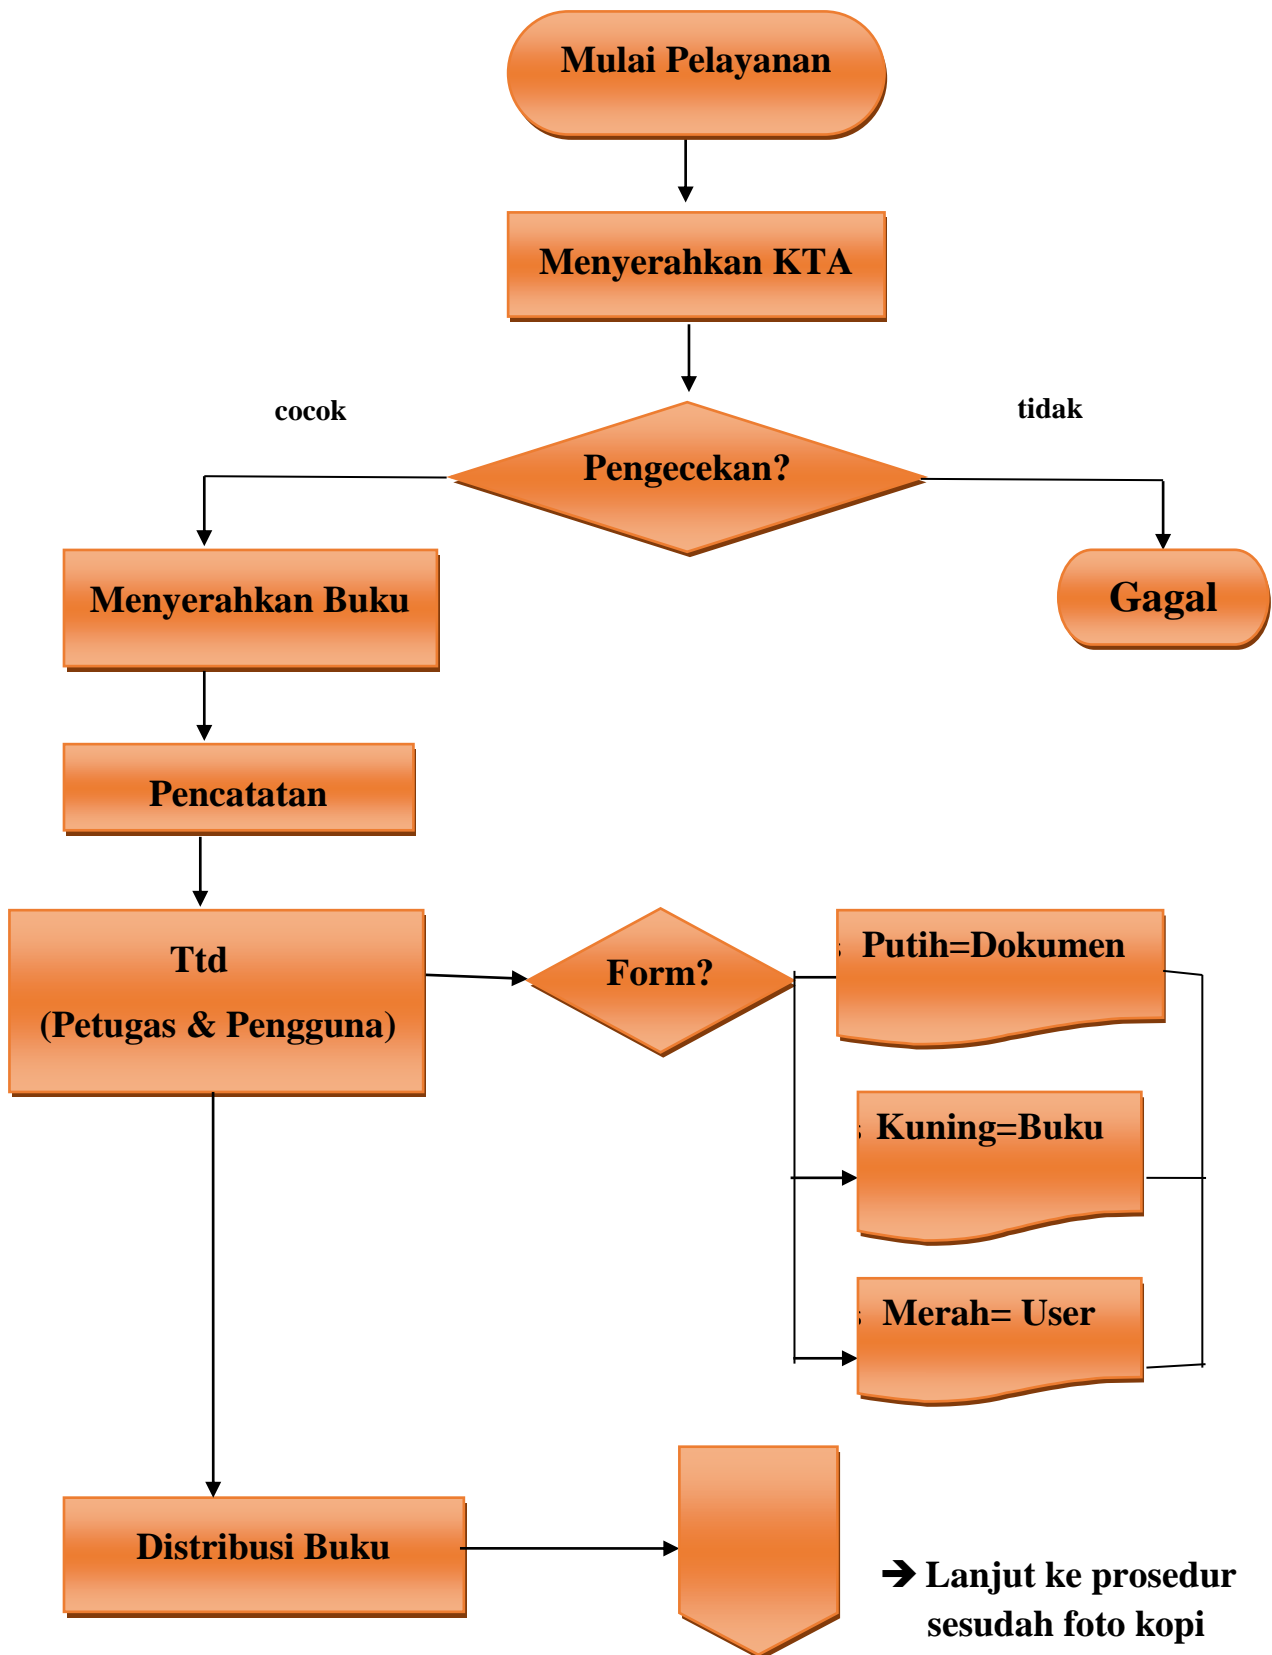 Mulai Pelayanan
Menyerahkan KTA
cocok
tidak
Pengecekan?
Menyerahkan Buku
Gagal
Pencatatan
Ttd
(Petugas & Pengguna)
Form?
Putih=Dokumen
Kuning=Buku
Merah= User
Distribusi Buku
➔ Lanjut ke prosedur
sesudah foto kopi